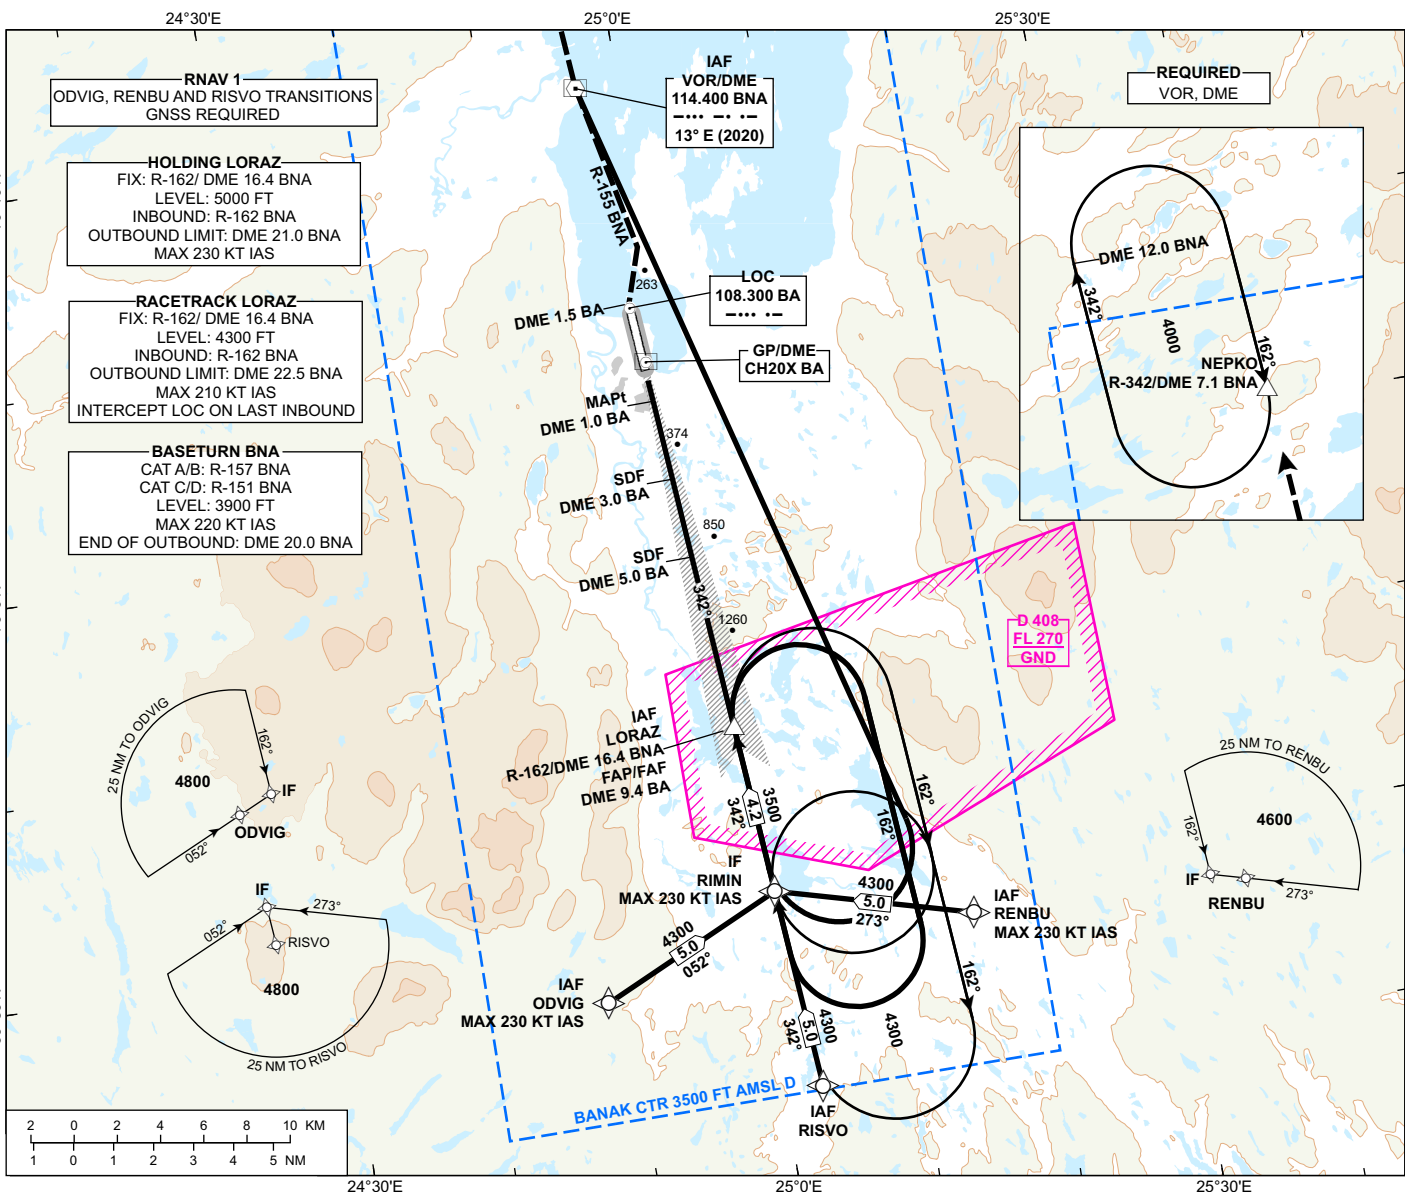 24°30'E
25°0'E
25°30'E
RNAV 1
ODVIG, RENBU AND RISVO TRANSITIONS
GNSS REQUIRED
HOLDING LORAZ
FIX: R-162/ DME 16.4 BNA
LEVEL: 5000 FT
INBOUND: R-162 BNA
OUTBOUND LIMIT: DME 21.0 BNA
MAX 230 KT IAS
RACETRACK LORAZ
FIX: R-162/ DME 16.4 BNA
LEVEL: 4300 FT
INBOUND: R-162 BNA
OUTBOUND LIMIT: DME 22.5 BNA
MAX 210 KT IAS
INTERCEPT LOC ON LAST INBOUND
BASETURN BNA
CAT A/B: R-157 BNA
CAT C/D: R-151 BNA
LEVEL: 3900 FT
MAX 220 KT IAS
END OF OUTBOUND: DME 20.0 BNA
IAF
VOR/DME
114.400 BNA
13° E (2020)
REQUIRED
VOR, DME
R-155 BNA
263
LOC
108.300 BA
DME 1.5 BA
GP/DME
CH20X BA
MAPt
DME 1.0 BA
374
SDF
DME 3.0 BA
850
SDF
DME 5.0 BA
342°
1260
DME 12.0 BNA
342°
4000
162°
NEPKO
R-342/DME 7.1 BNA
D 408
FL 270
GND
IAF
LORAZ
R-162/DME 16.4 BNA
FAP/FAF
DME 9.4 BA
3500
4.2
342°
162°
162°
162°
IF
RIMIN
MAX 230 KT IAS
4300
5.0
273°
IAF
RENBU
MAX 230 KT IAS
4300
5.0
052°
IAF
ODVIG
MAX 230 KT IAS
4300
5.0
342°
4300
IAF
RISVO
BANAK CTR 3500 FT AMSL D
25 NM TO ODVIG
4800
162°
IF
ODVIG
052°
IF
052°
273°
RISVO
4800
25 NM TO RISVO
25 NM TO RENBU
4600
162°
IF
273°
RENBU
2 0 2 4 6 8 10 KM
1 0 1 2 3 4 5 NM
24°30'E
25°0'E
25°30'E